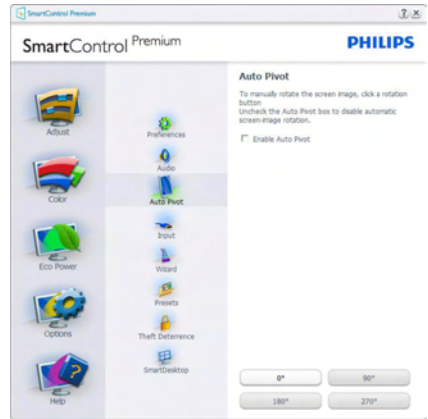 SmartControl Premium
SmartControl Premium
PHILIPS
Adjust
Color
Eco Power
Options
Help
Preferences
Audio
Auto Pivot
Input
Wizard
Presets
Theft Deterrence
SmartDesktop
Auto Pivot
To manually rotate the screen image, click a rotation
button
Uncheck the Auto Pivot box to disable automatic
screen-image rotation.
Enable Auto Pivot
0°
90°
180°
270°